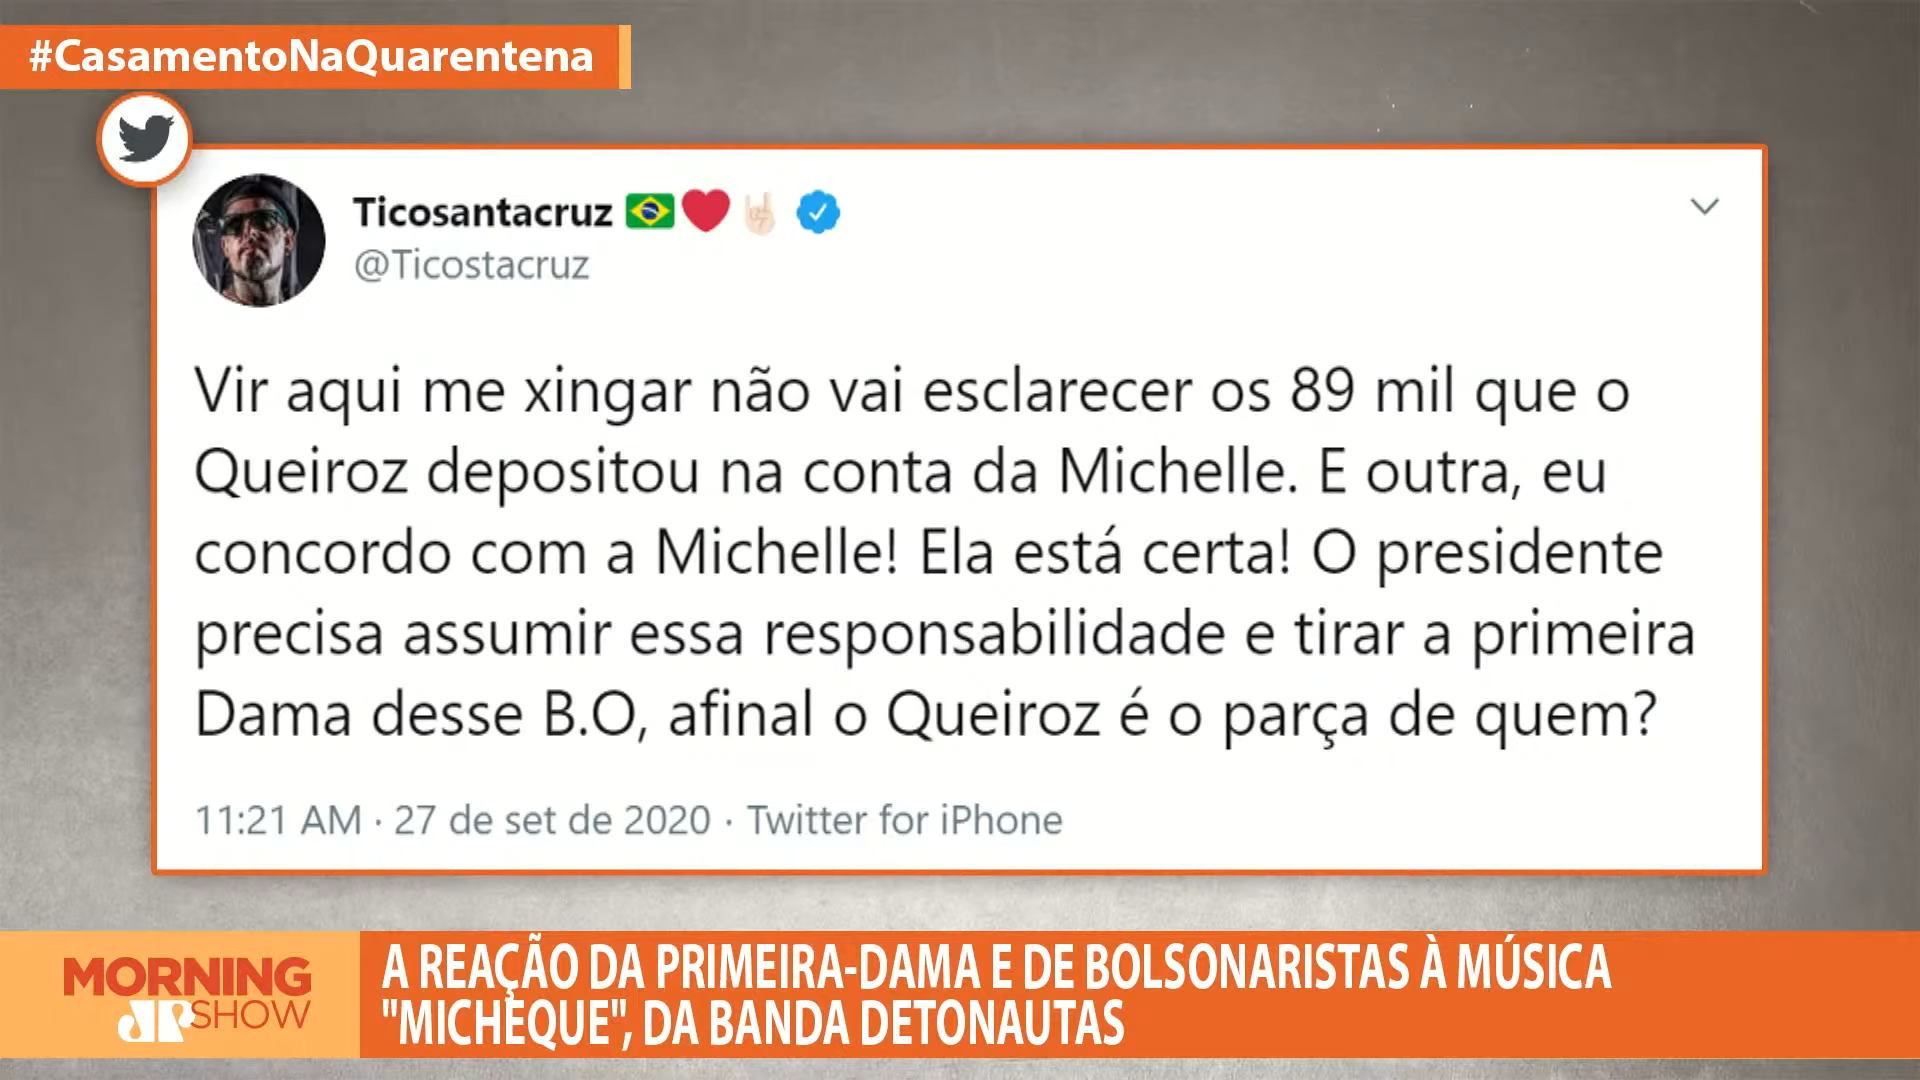 #CasamentoNaQuarentena
Ticosantacruz 🇧🇷❤️🤘🏻
@Ticostacruz
Vir aqui me xingar não vai esclarecer os 89 mil que o
Queiroz depositou na conta da Michelle. E outra, eu
concordo com a Michelle! Ela está certa! O presidente
precisa assumir essa responsabilidade e tirar a primeira
Dama desse B.O, afinal o Queiroz é o parça de quem?
11:21 AM · 27 de set de 2020 · Twitter for iPhone
MORNING
JP SHOW
A REAÇÃO DA PRIMEIRA-DAMA E DE BOLSONARISTAS À MÚSICA
"MICHEQUE", DA BANDA DETONAUTAS